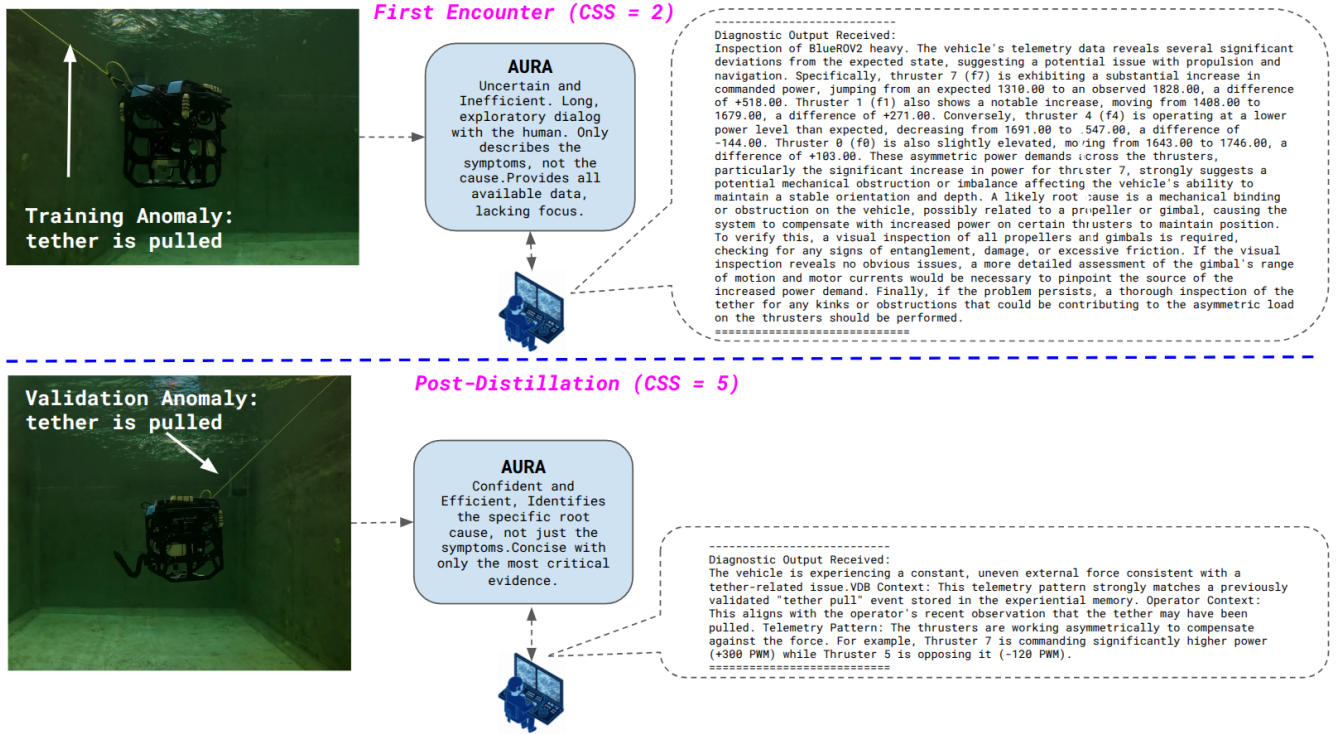 First Encounter (CSS = 2)
Training Anomaly:
tether is pulled
AURA
Uncertain and
Inefficient. Long,
exploratory dialog
with the human. Only
describes the
symptoms, not the
cause.Provides all
available data,
lacking focus.
---------------------------
Diagnostic Output Received:
Inspection of BlueROV2 heavy. The vehicle's telemetry data reveals several significant
deviations from the expected state, suggesting a potential issue with propulsion and
navigation. Specifically, thruster 7 (f7) is exhibiting a substantial increase in
commanded power, jumping from an expected 1310.00 to an observed 1828.00, a difference
of +518.00. Thruster 1 (f1) also shows a notable increase, moving from 1408.00 to
1679.00, a difference of +271.00. Conversely, thruster 4 (f4) is operating at a lower
power level than expected, decreasing from 1691.00 to 547.00, a difference of
-144.00. Thruster 0 (f0) is also slightly elevated, moving from 1643.00 to 1746.00, a
difference of +103.00. These asymmetric power demands across the thrusters,
particularly the significant increase in power for thruster 7, strongly suggests a
potential mechanical obstruction or imbalance affecting the vehicle's ability to
maintain a stable orientation and depth. A likely root cause is a mechanical binding
or obstruction on the vehicle, possibly related to a propeller or gimbal, causing the
system to compensate with increased power on certain thrusters to maintain position.
To verify this, a visual inspection of all propellers and gimbals is required,
checking for any signs of entanglement, damage, or excessive friction. If the visual
inspection reveals no obvious issues, a more detailed assessment of the gimbal's range
of motion and motor currents would be necessary to pinpoint the source of the
increased power demand. Finally, if the problem persists, a thorough inspection of the
tether for any kinks or obstructions that could be contributing to the asymmetric load
on the thrusters should be performed.
=============================
Post-Distillation (CSS = 5)
Validation Anomaly:
tether is pulled
AURA
Confident and
Efficient, Identifies
the specific root
cause, not just the
symptoms.Concise with
only the most critical
evidence.
---------------------------
Diagnostic Output Received:
The vehicle is experiencing a constant, uneven external force consistent with a
tether-related issue.VDB Context: This telemetry pattern strongly matches a previously
validated "tether pull" event stored in the experiential memory. Operator Context:
This aligns with the operator's recent observation that the tether may have been
pulled. Telemetry Pattern: The thrusters are working asymmetrically to compensate
against the force. For example, Thruster 7 is commanding significantly higher power
(+300 PWM) while Thruster 5 is opposing it (-120 PWM).
===========================